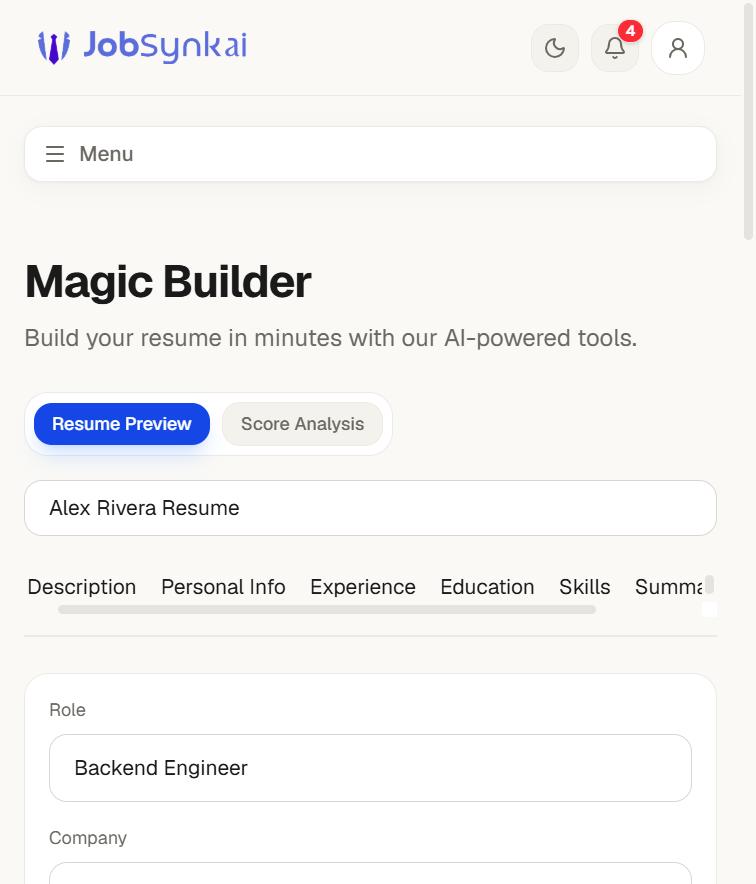 JobSynkai
4
Menu
Magic Builder
Build your resume in minutes with our AI-powered tools.
Resume Preview
Score Analysis
Alex Rivera Resume
Description Personal Info Experience Education Skills Summa
Role
Backend Engineer
Company